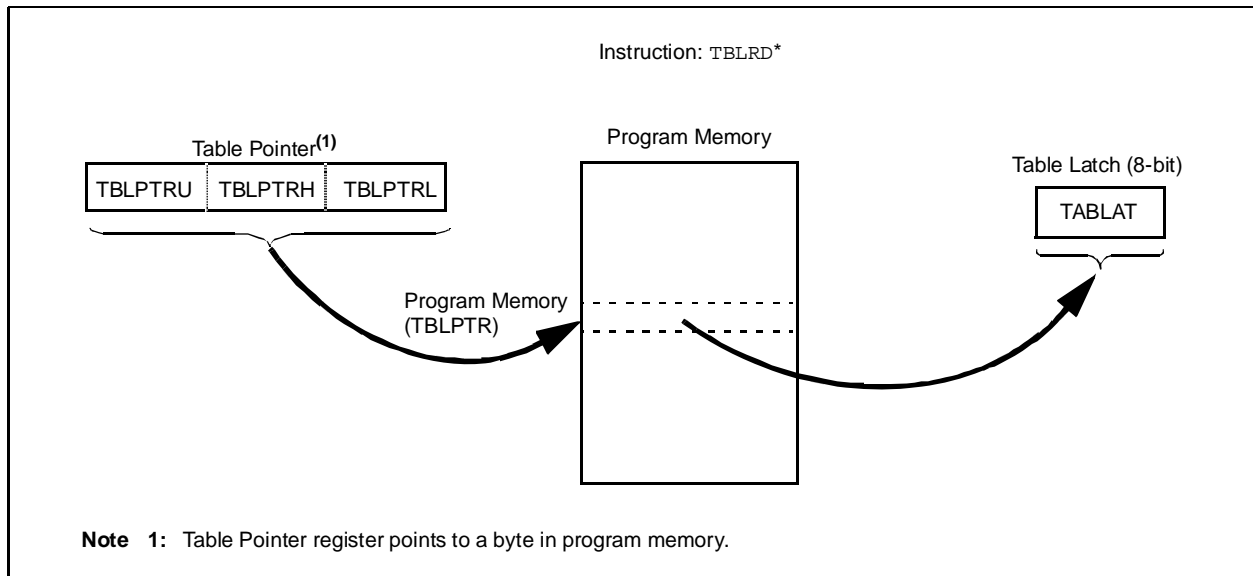 Instruction: TBLRD*
Table Pointer(1)
TBLPTRU TBLPTRH TBLPTRL
Program Memory
Table Latch (8-bit)
TABLAT
Program Memory
(TBLPTR)
Note 1: Table Pointer register points to a byte in program memory.